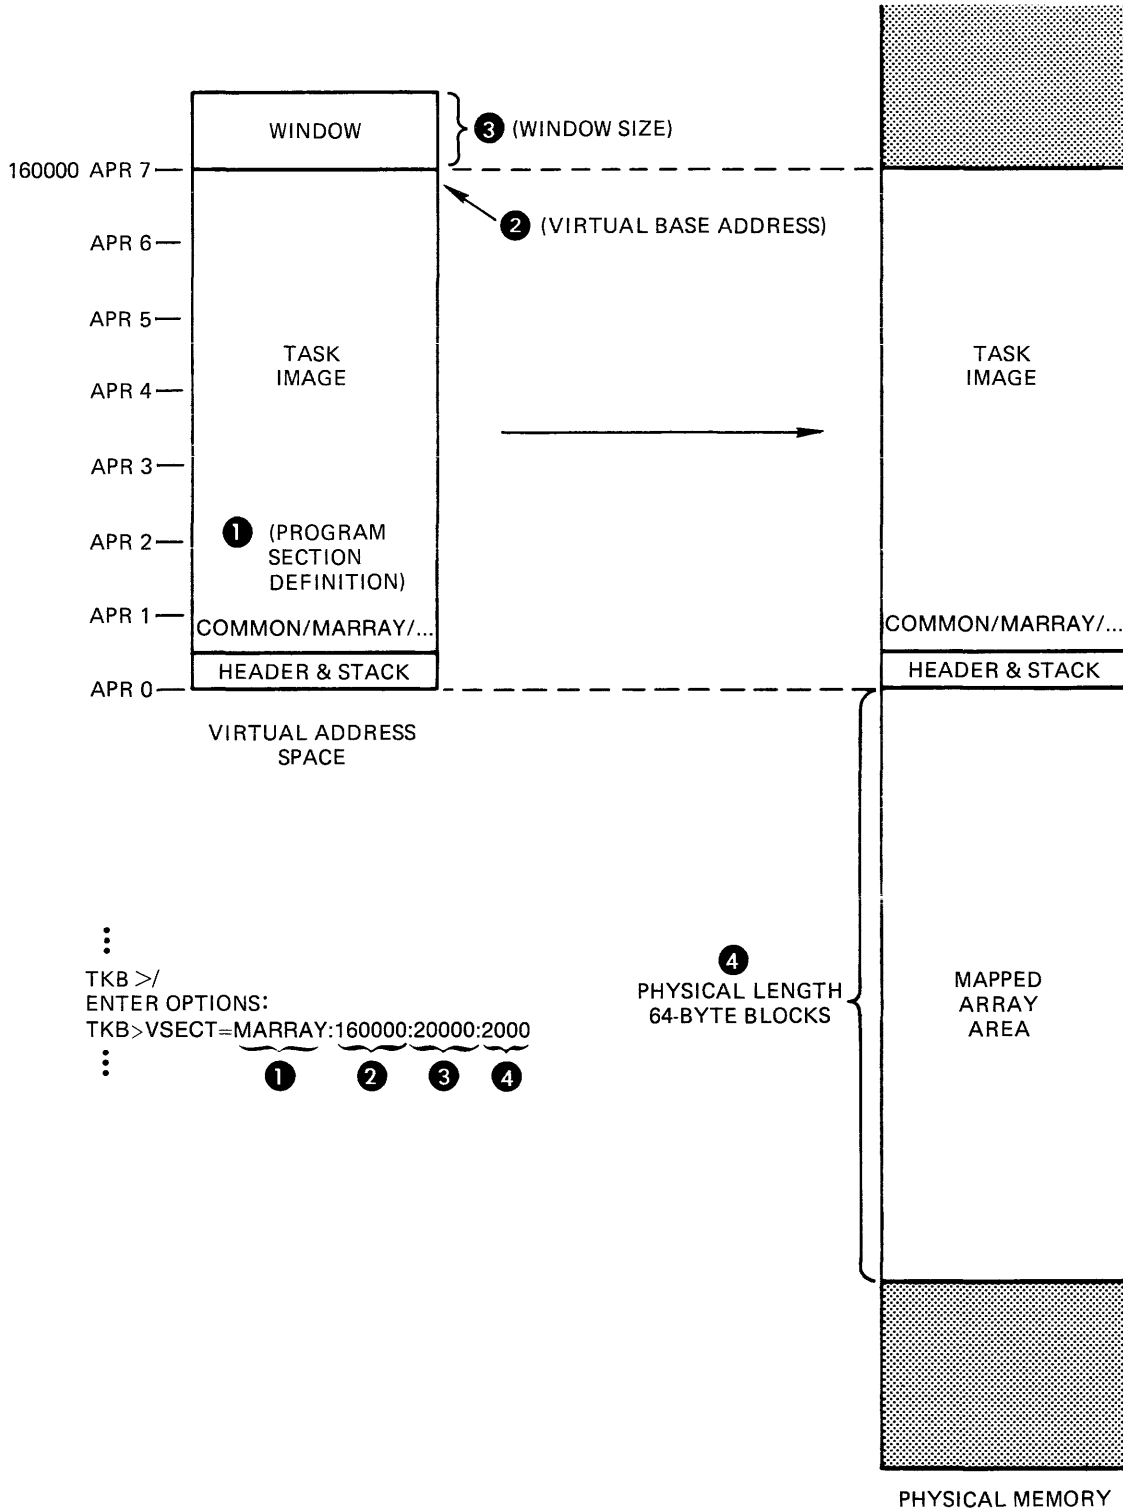 WINDOW
3 (WINDOW SIZE)
160000 APR 7
2 (VIRTUAL BASE ADDRESS)
APR 6
APR 5
TASK
IMAGE
TASK
IMAGE
APR 4
APR 3
1 (PROGRAM
SECTION
DEFINITION)
APR 2
APR 1
COMMON/MARRAY/...
COMMON/MARRAY/...
HEADER & STACK
HEADER & STACK
APR 0
VIRTUAL ADDRESS
SPACE
⋮
TKB >/
ENTER OPTIONS:
TKB>VSECT=MARRAY:160000:20000:2000
⋮
1 2 3 4
4
PHYSICAL LENGTH
64-BYTE BLOCKS
MAPPED
ARRAY
AREA
PHYSICAL MEMORY